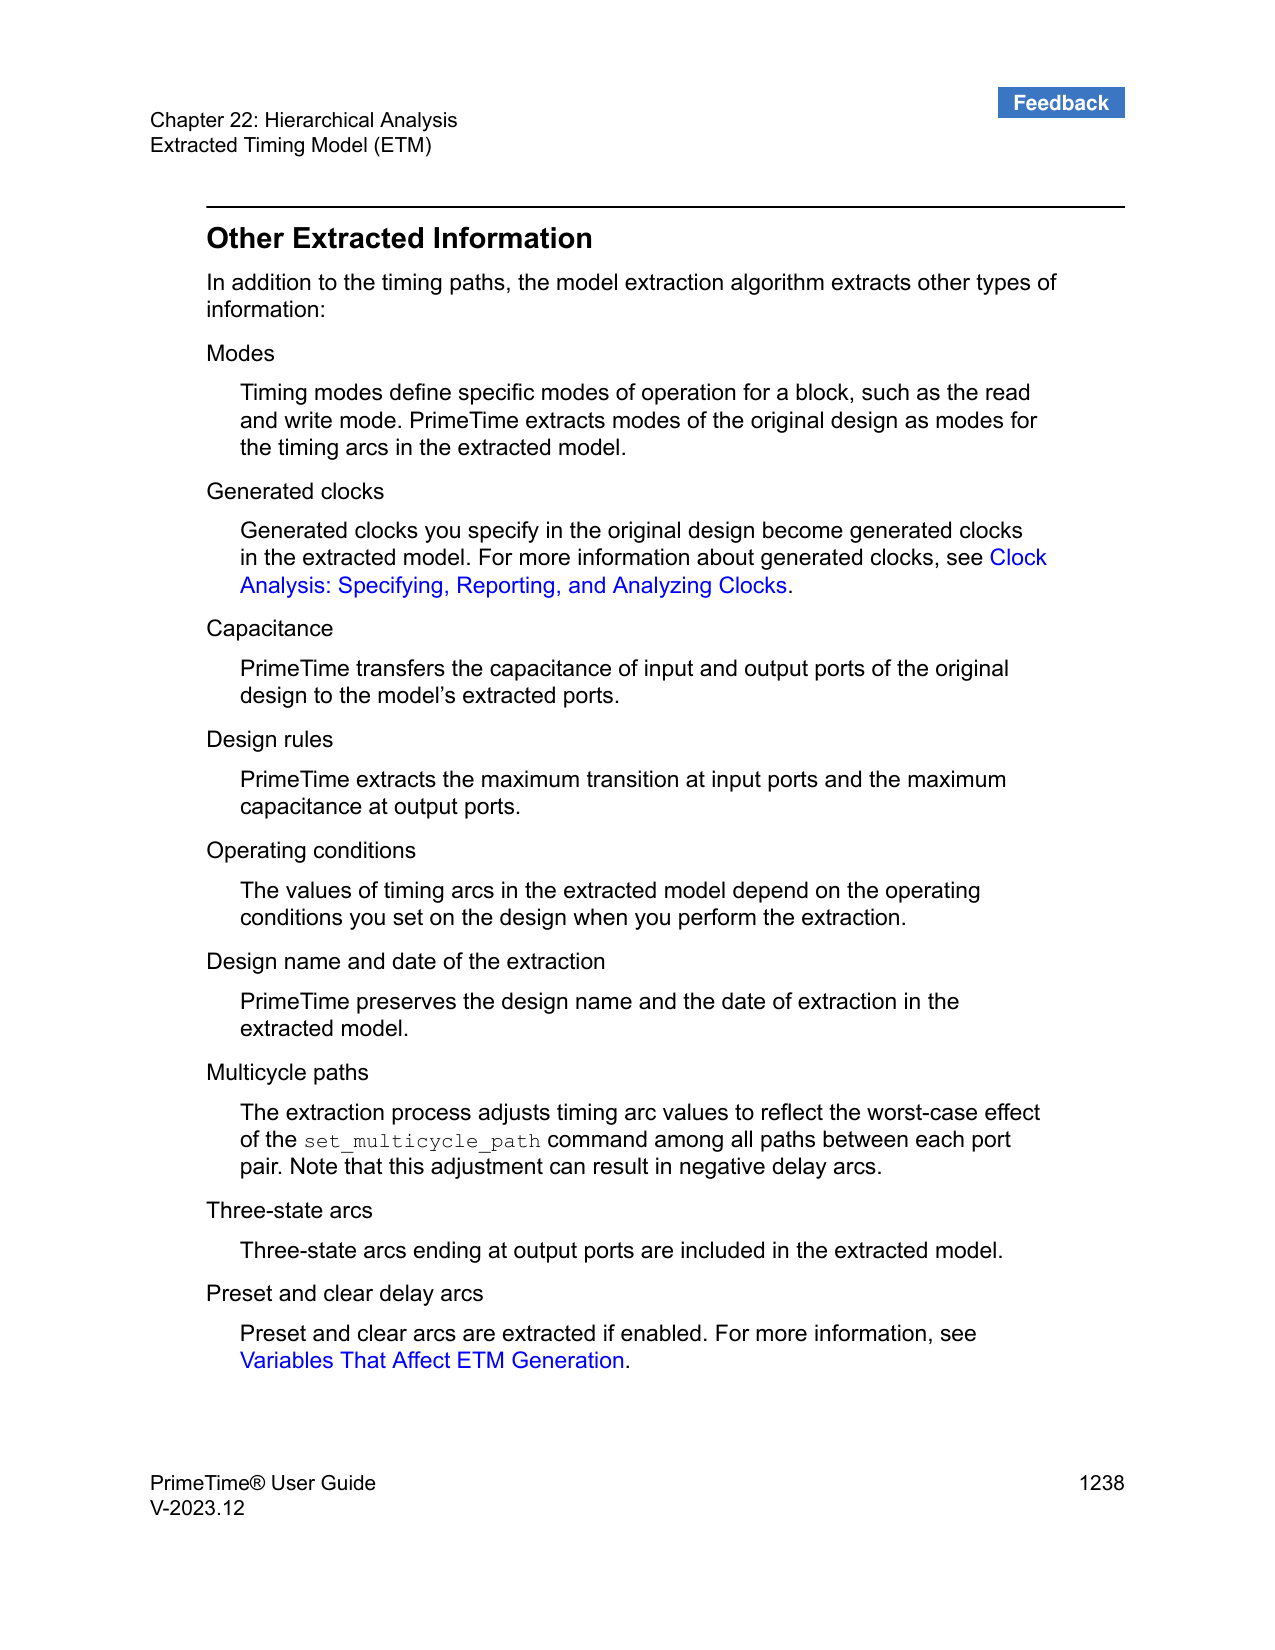 Feedback
Chapter 22: Hierarchical Analysis
Extracted Timing Model (ETM)
Other Extracted Information
In addition to the timing paths, the model extraction algorithm extracts other types of
information:
Modes
Timing modes define specific modes of operation for a block, such as the read
and write mode. PrimeTime extracts modes of the original design as modes for
the timing arcs in the extracted model.
Generated clocks
Generated clocks you specify in the original design become generated clocks
in the extracted model. For more information about generated clocks, see Clock
Analysis: Specifying, Reporting, and Analyzing Clocks.
Capacitance
PrimeTime transfers the capacitance of input and output ports of the original
design to the model’s extracted ports.
Design rules
PrimeTime extracts the maximum transition at input ports and the maximum
capacitance at output ports.
Operating conditions
The values of timing arcs in the extracted model depend on the operating
conditions you set on the design when you perform the extraction.
Design name and date of the extraction
PrimeTime preserves the design name and the date of extraction in the
extracted model.
Multicycle paths
The extraction process adjusts timing arc values to reflect the worst-case effect
of the set_multicycle_path command among all paths between each port
pair. Note that this adjustment can result in negative delay arcs.
Three-state arcs
Three-state arcs ending at output ports are included in the extracted model.
Preset and clear delay arcs
Preset and clear arcs are extracted if enabled. For more information, see
Variables That Affect ETM Generation.
PrimeTime® User Guide 1238
V-2023.12